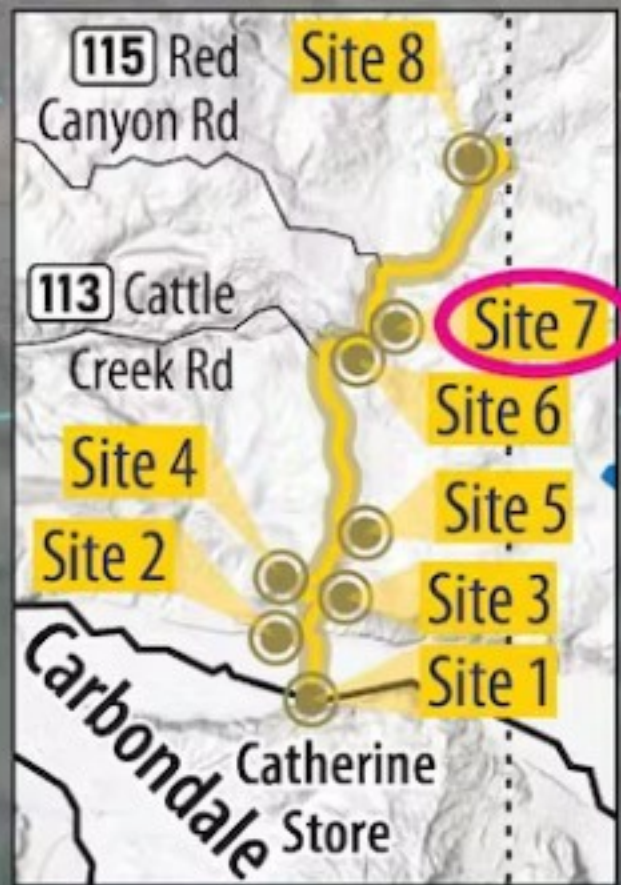 115 Red
Canyon Rd
Site 8
113 Cattle
Creek Rd
Site 7
Site 6
Site 4
Site 5
Site 2
Site 3
Site 1
Carbondale
Catherine
Store